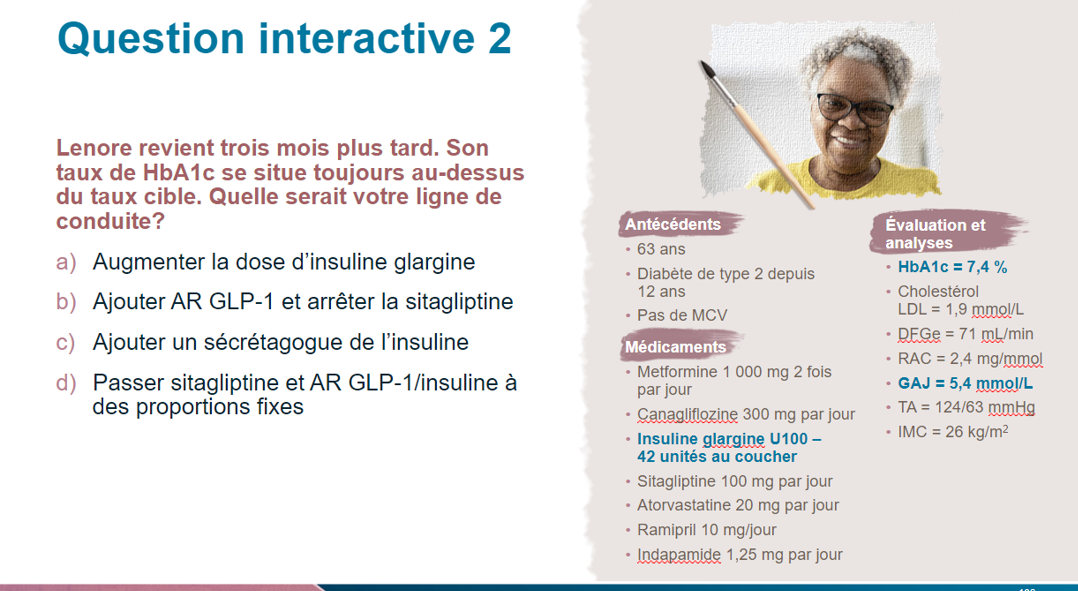 Question interactive 2
Lenore revient trois mois plus tard. Son
taux de HbA1c se situe toujours au-dessus
du taux cible. Quelle serait votre ligne de
conduite?
a) Augmenter la dose d’insuline glargine
b) Ajouter AR GLP-1 et arrêter la sitagliptine
c) Ajouter un sécrétagogue de l’insuline
d) Passer sitagliptine et AR GLP-1/insuline à
des proportions fixes
Antécédents
• 63 ans
• Diabète de type 2 depuis
12 ans
• Pas de MCV
Médicaments
• Metformine 1 000 mg 2 fois
par jour
• Canagliflozine 300 mg par jour
• Insuline glargine U100 –
42 unités au coucher
• Sitagliptine 100 mg par jour
• Atorvastatine 20 mg par jour
• Ramipril 10 mg/jour
• Indapamide 1,25 mg par jour
Évaluation et
analyses
• HbA1c = 7,4 %
• Cholestérol
LDL = 1,9 mmol/L
• DFGe = 71 mL/min
• RAC = 2,4 mg/mmol
• GAJ = 5,4 mmol/L
• TA = 124/63 mmHg
• IMC = 26 kg/m²